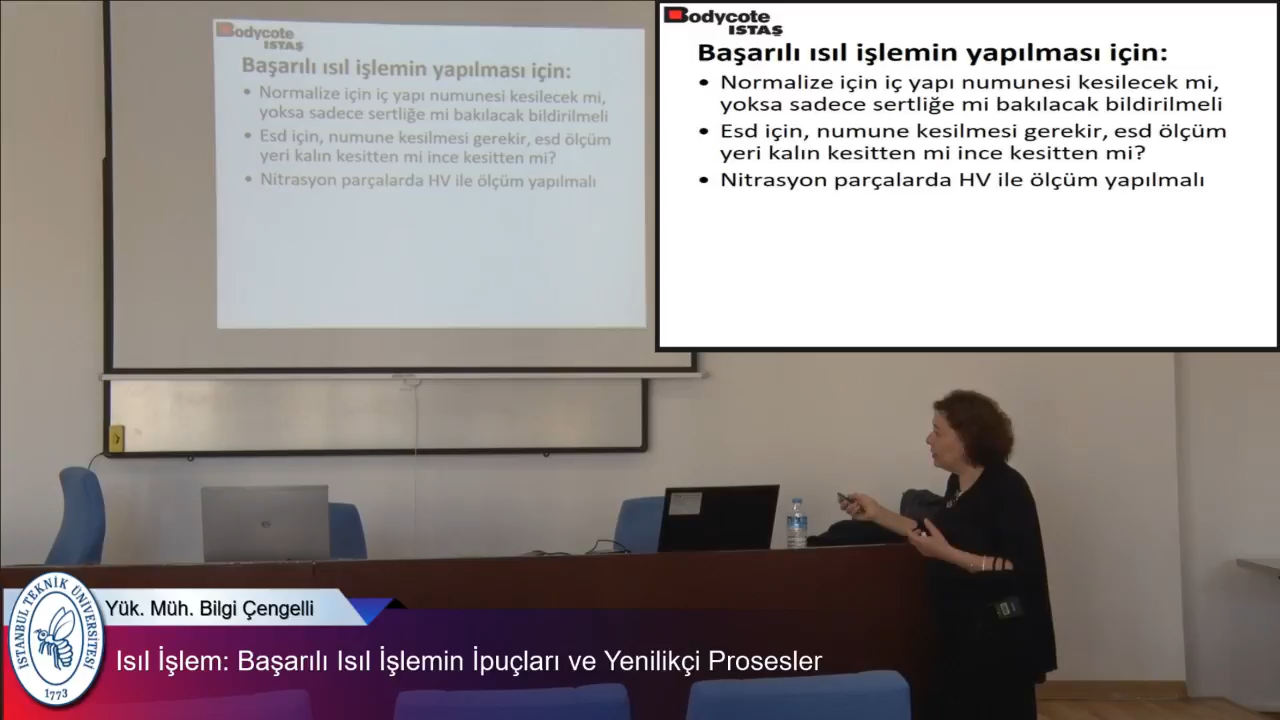 Bodycote
ISTAŞ
Başarılı ısıl işlemin yapılması için:
• Normalize için iç yapı numunesi kesilecek mi,
yoksa sadece sertliğe mi bakılacak bildirilmeli
• Esd için, numune kesilmesi gerekir, esd ölçüm
yeri kalın kesitten mi ince kesitten mi?
• Nitrasyon parçalarda HV ile ölçüm yapılmalı
Bodycote
ISTAŞ
Başarılı ısıl işlemin yapılması için:
• Normalize için iç yapı numunesi kesilecek mi,
yoksa sadece sertliğe mi bakılacak bildirilmeli
• Esd için, numune kesilmesi gerekir, esd ölçüm
yeri kalın kesitten mi ince kesitten mi?
• Nitrasyon parçalarda HV ile ölçüm yapılmalı
İSTANBUL TEKNİK ÜNİVERSİTESİ
1773
Yük. Müh. Bilgi Çengelli
Isıl İşlem: Başarılı Isıl İşlemin İpuçları ve Yenilikçi Prosesler